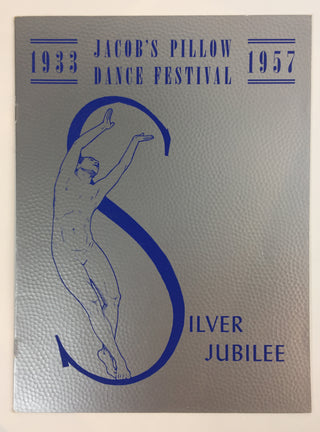 1933 JACOB'S PILLOW 1957
DANCE FESTIVAL
SILVER
JUBILEE